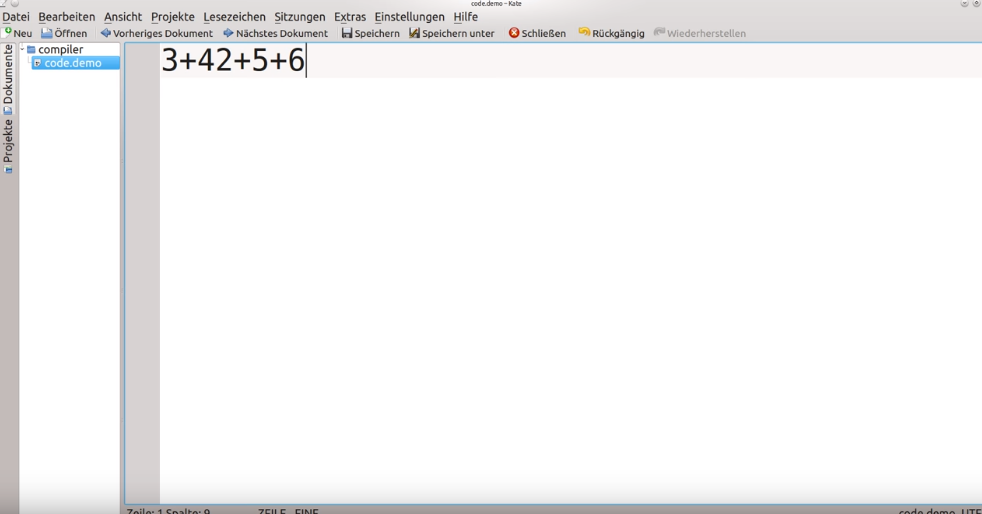 code.demo – Kate
Datei Bearbeiten Ansicht Projekte Lesezeichen Sitzungen Extras Einstellungen Hilfe
Neu Öffnen Vorheriges Dokument Nächstes Dokument Speichern Speichern unter Schließen Rückgängig Wiederherstellen
Dokumente
Projekte
compiler
code.demo
3+42+5+6
Zeile: 1 Spalte: 9 ZEILE EINF code.demo UTF